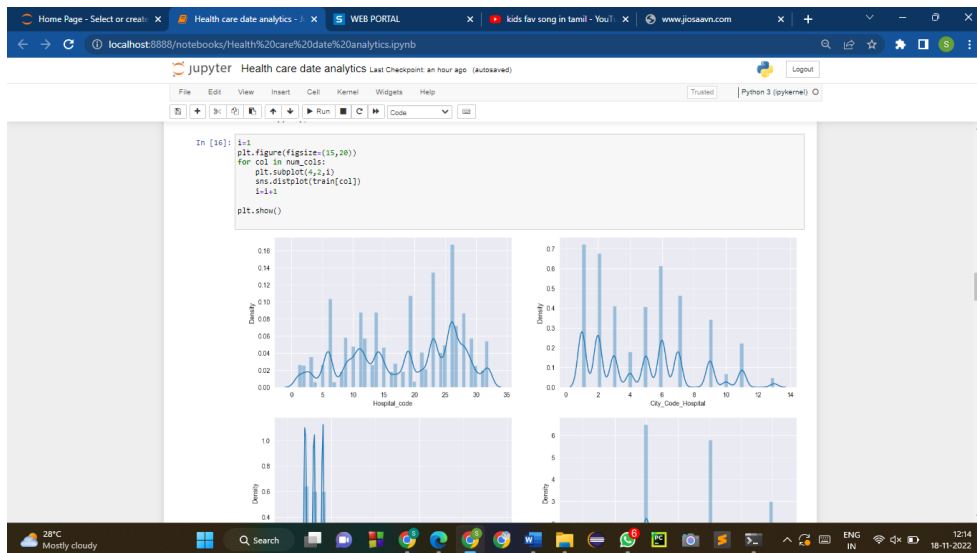 Home Page - Select or create
Health care date analytics - J
WEB PORTAL
kids fav song in tamil - YouTu
www.jiosaavn.com
localhost:8888/notebooks/Health%20care%20date%20analytics.ipynb
S
jupyter Health care date analytics Last Checkpoint: an hour ago (autosaved)
Logout
File Edit View Insert Cell Kernel Widgets Help
Trusted
Python 3 (ipykernel)
Run
Code
In [16]: i=1
plt.figure(figsize=(15,20))
for col in num_cols:
plt.subplot(4,2,i)
sns.distplot(train[col])
i=i+1
plt.show()
0.16
0.14
0.12
0.10
0.08
0.06
0.04
0.02
0.00
Density
0 5 10 15 20 25 30 35
Hospital_code
0.7
0.6
0.5
0.4
0.3
0.2
0.1
0.0
Density
0 2 4 6 8 10 12 14
City_Code_Hospital
1.0
0.8
0.6
0.4
Density
6
5
4
3
Density
28°C
Mostly cloudy
Search
6
ENG
IN
12:14
18-11-2022